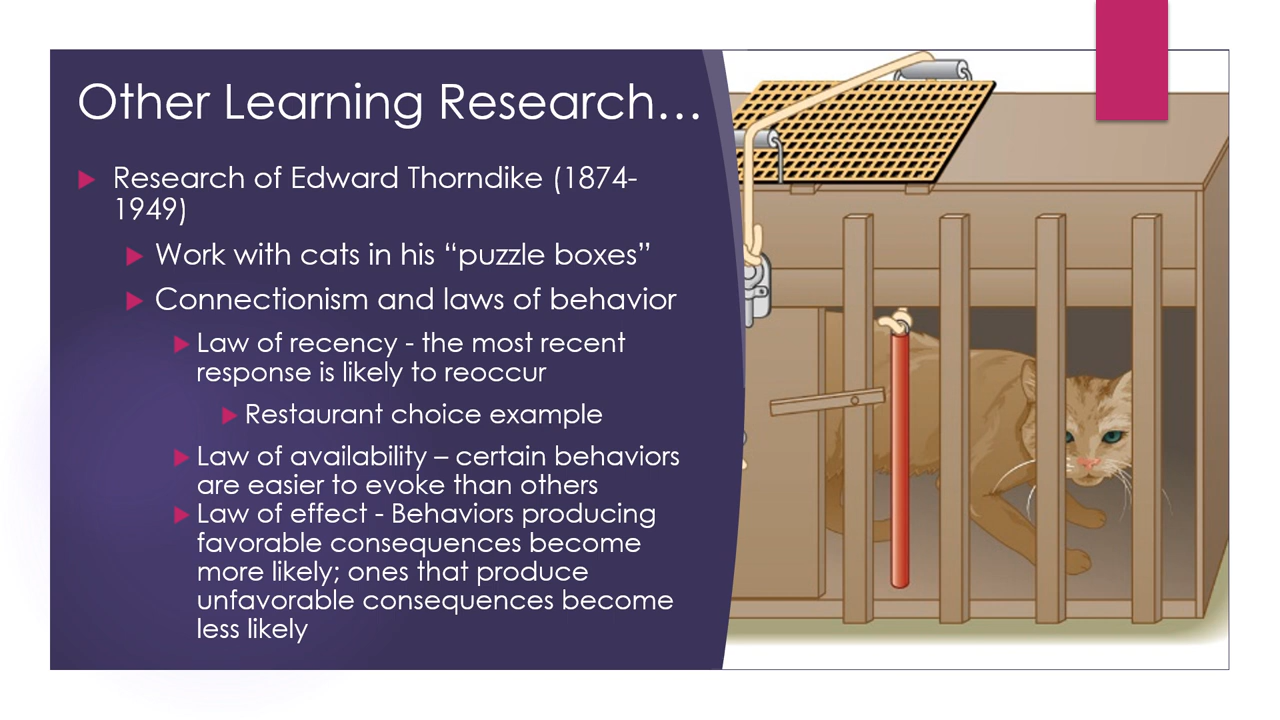 Other Learning Research…
Research of Edward Thorndike (1874-
1949)
Work with cats in his “puzzle boxes”
Connectionism and laws of behavior
Law of recency - the most recent
response is likely to reoccur
Restaurant choice example
Law of availability – certain behaviors
are easier to evoke than others
Law of effect - Behaviors producing
favorable consequences become
more likely; ones that produce
unfavorable consequences become
less likely